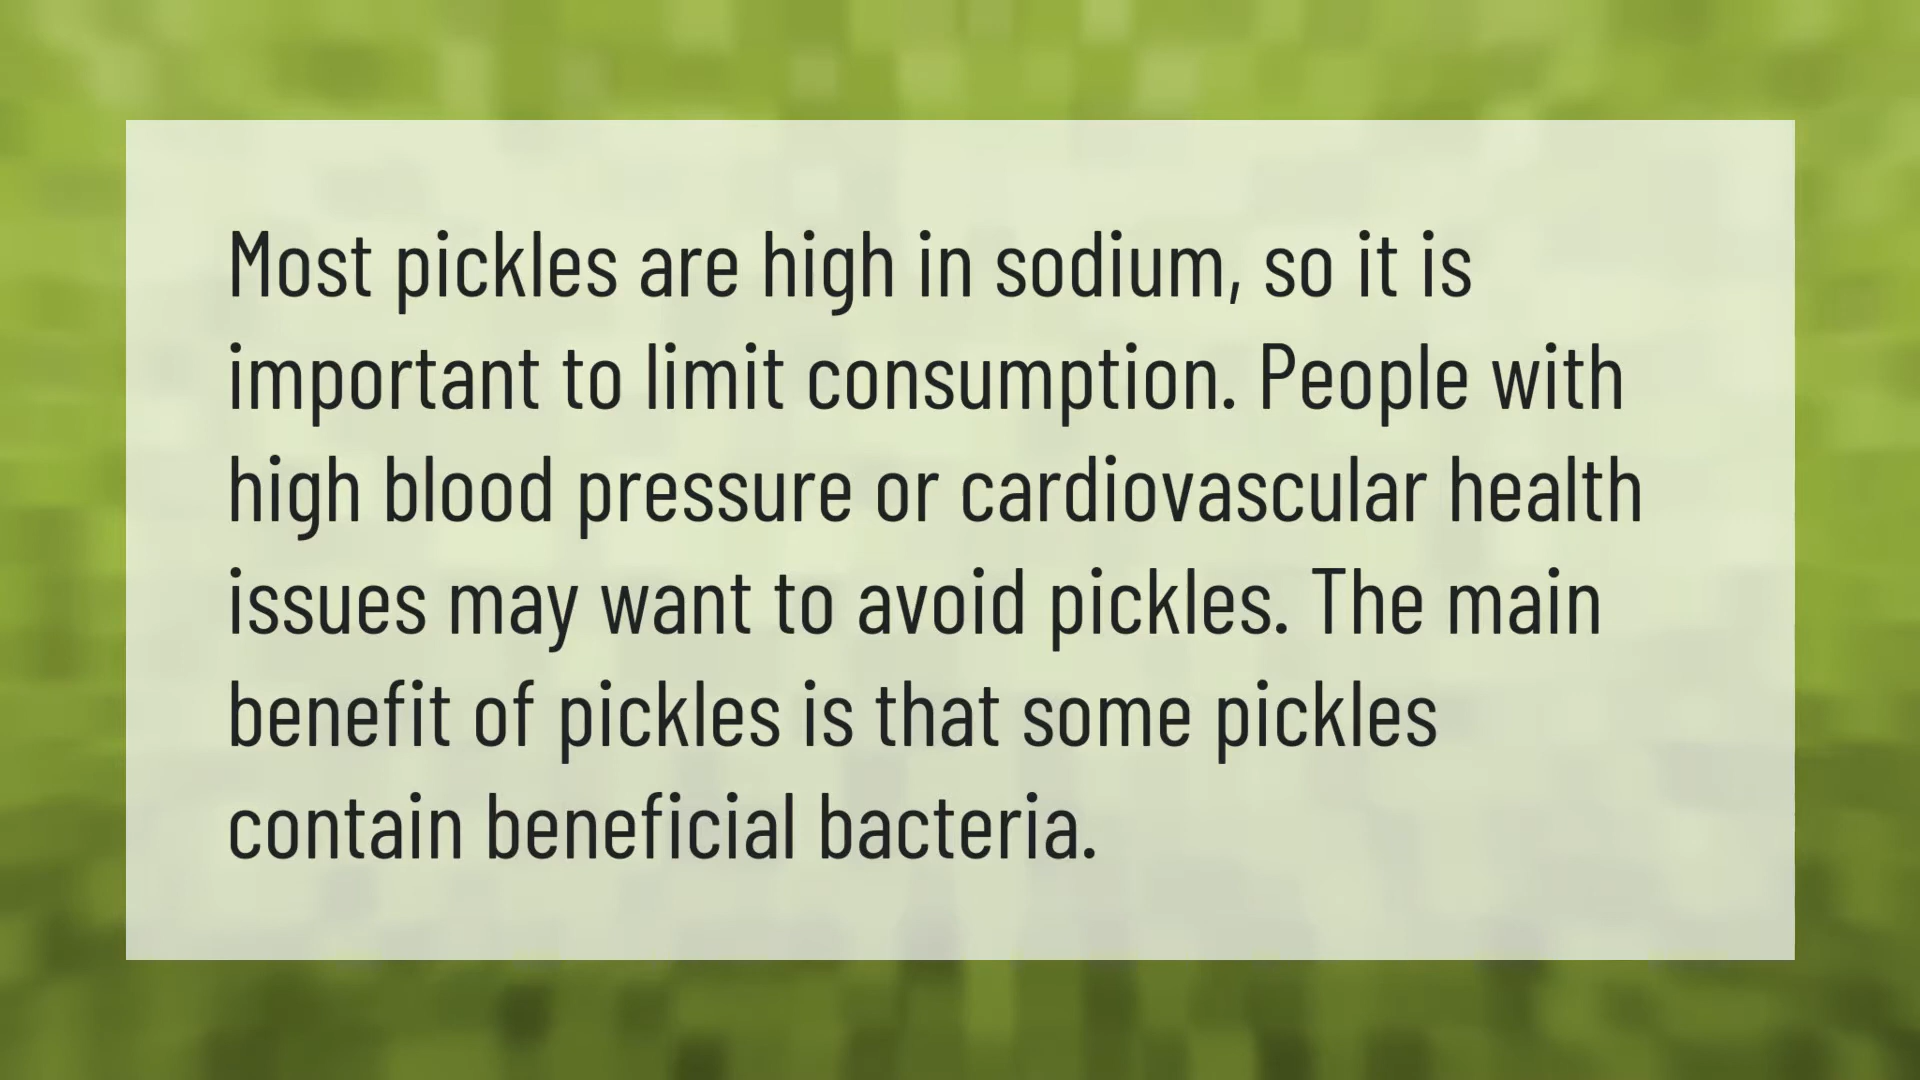 Most pickles are high in sodium, so it is
important to limit consumption. People with
high blood pressure or cardiovascular health
issues may want to avoid pickles. The main
benefit of pickles is that some pickles
contain beneficial bacteria.